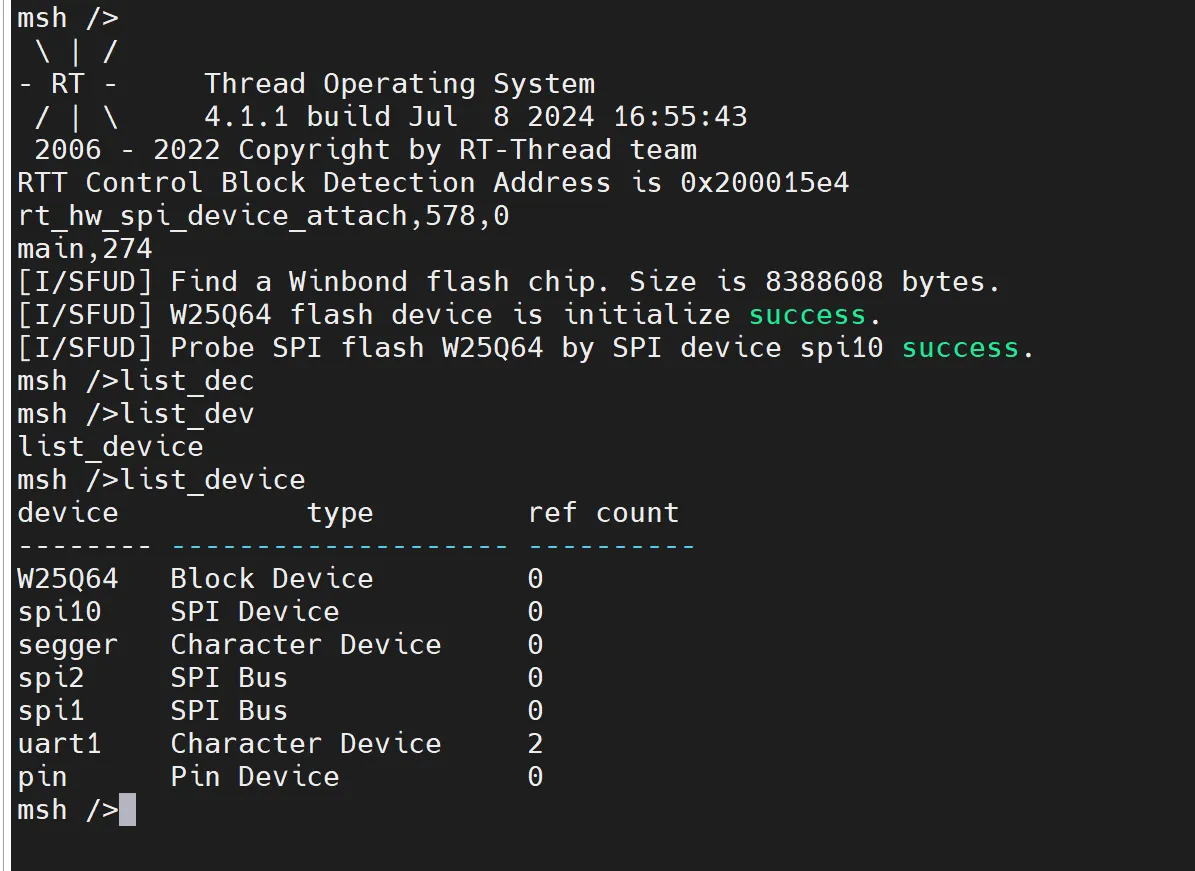 msh />
 \ | /
- RT -     Thread Operating System
 / | \     4.1.1 build Jul  8 2024 16:55:43
 2006 - 2022 Copyright by RT-Thread team
RTT Control Block Detection Address is 0x200015e4
rt_hw_spi_device_attach,578,0
main,274
[I/SFUD] Find a Winbond flash chip. Size is 8388608 bytes.
[I/SFUD] W25Q64 flash device is initialize success.
[I/SFUD] Probe SPI flash W25Q64 by SPI device spi10 success.
msh />list_dec
msh />list_dev
list_device
msh />list_device
device           type         ref count
-------- -------------------- ----------
W25Q64   Block Device         0
spi10    SPI Device           0
segger   Character Device     0
spi2     SPI Bus              0
spi1     SPI Bus              0
uart1    Character Device     2
pin      Pin Device           0
msh />